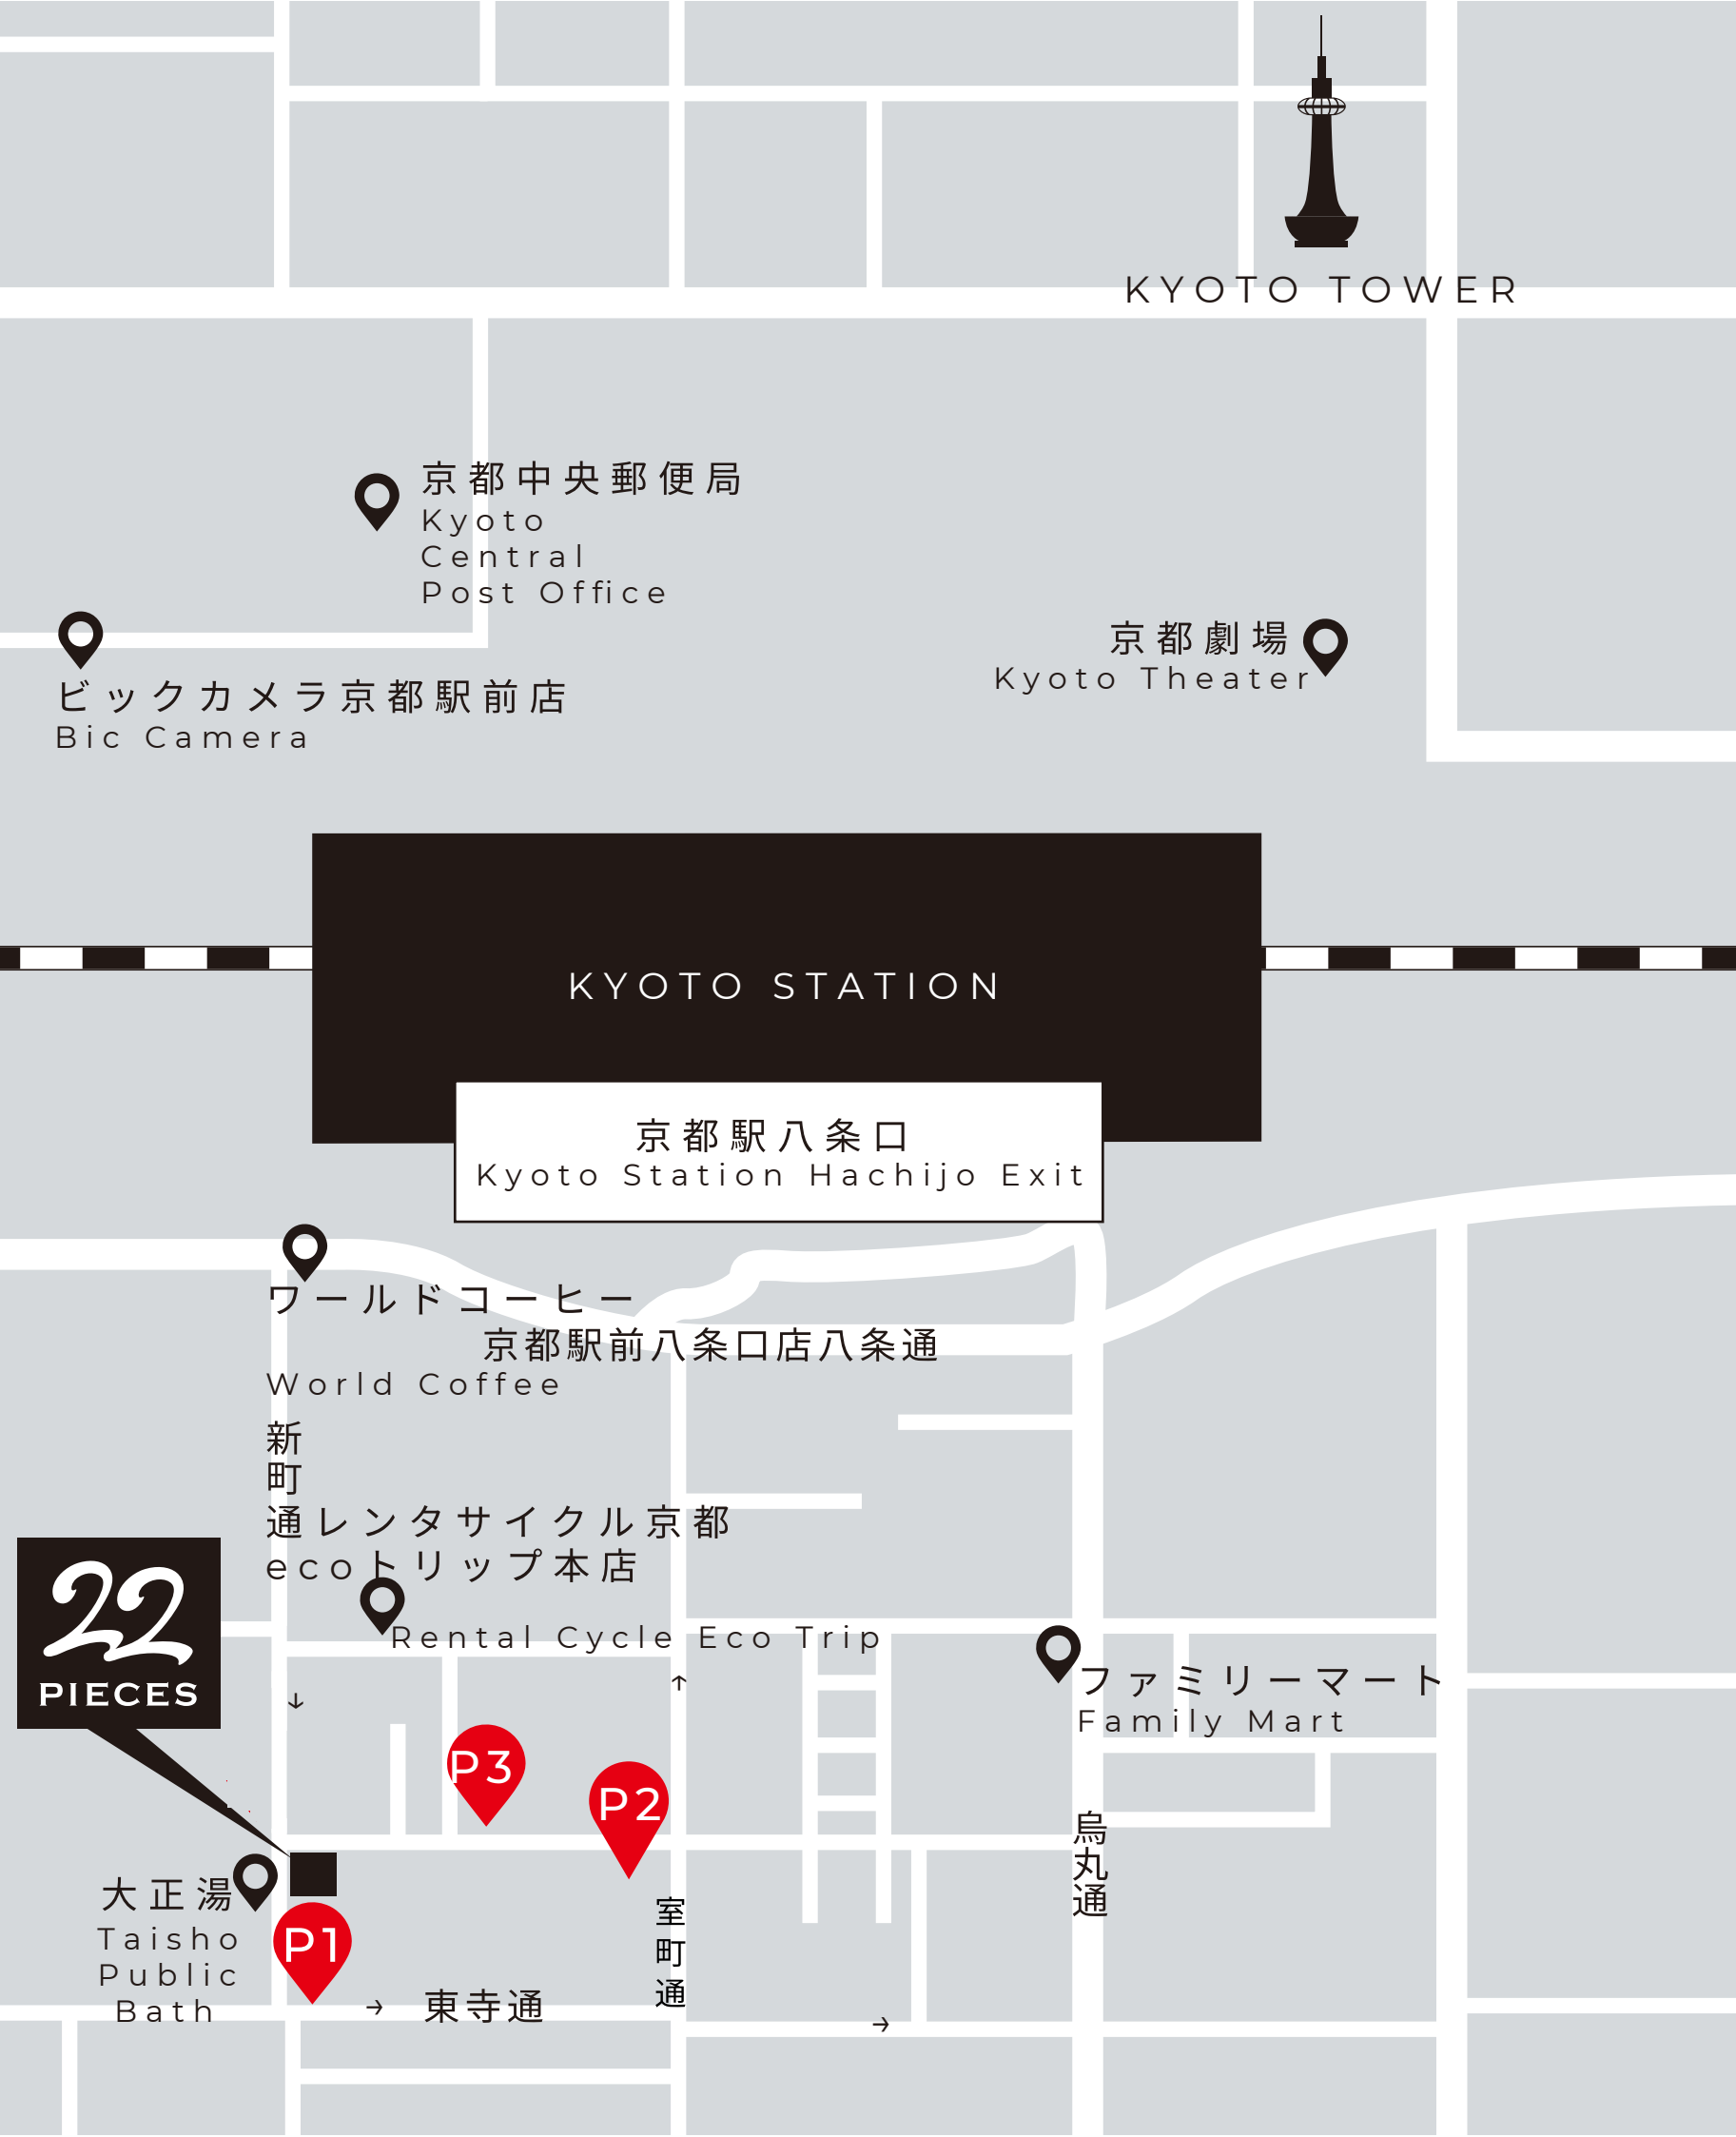 KYOTO TOWER
京都中央郵便局
Kyoto
Central
Post Office
京都劇場
Kyoto Theater
ビックカメラ京都駅前店
Bic Camera
KYOTO STATION
京都駅八条口
Kyoto Station Hachijo Exit
ワールドコーヒー
京都駅前八条口店八条通
World Coffee
新
町
通レンタサイクル京都
ecoトリップ本店
Rental Cycle Eco Trip
22
PIECES
ファミリーマート
Family Mart
↓
↑
P3
P2
烏丸通
大正湯
Taisho
Public
Bath
P1
室町通
→ 東寺通
→